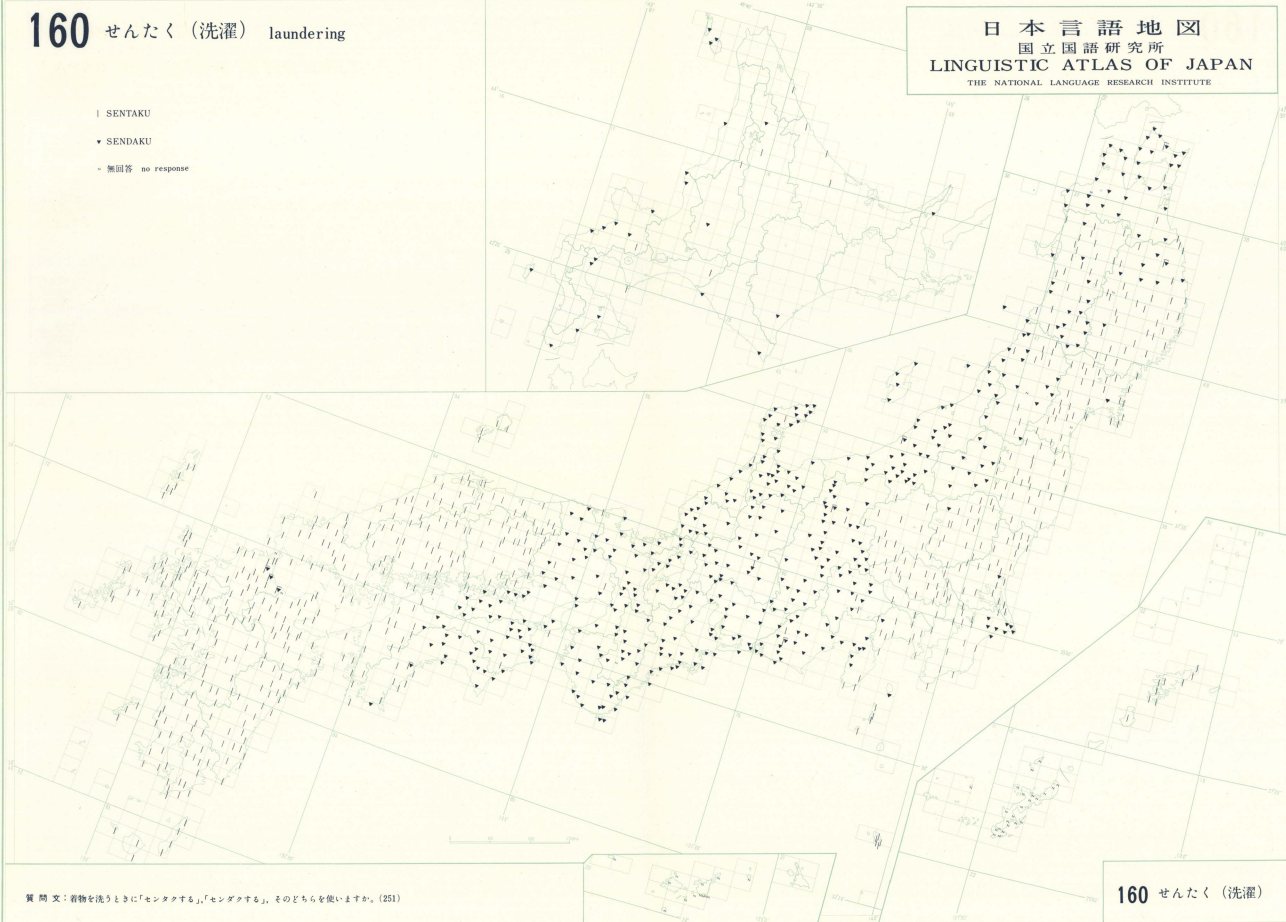 160 せんたく（洗濯） laundering
| SENTAKU
▾ SENDAKU
~ 無回答 no response
日本言語地図
国立国語研究所
LINGUISTIC ATLAS OF JAPAN
THE NATIONAL LANGUAGE RESEARCH INSTITUTE
質問文：着物を洗うときに「センタクする」，「センダクする」，そのどちらを使いますか。(251)
160 せんたく（洗濯）